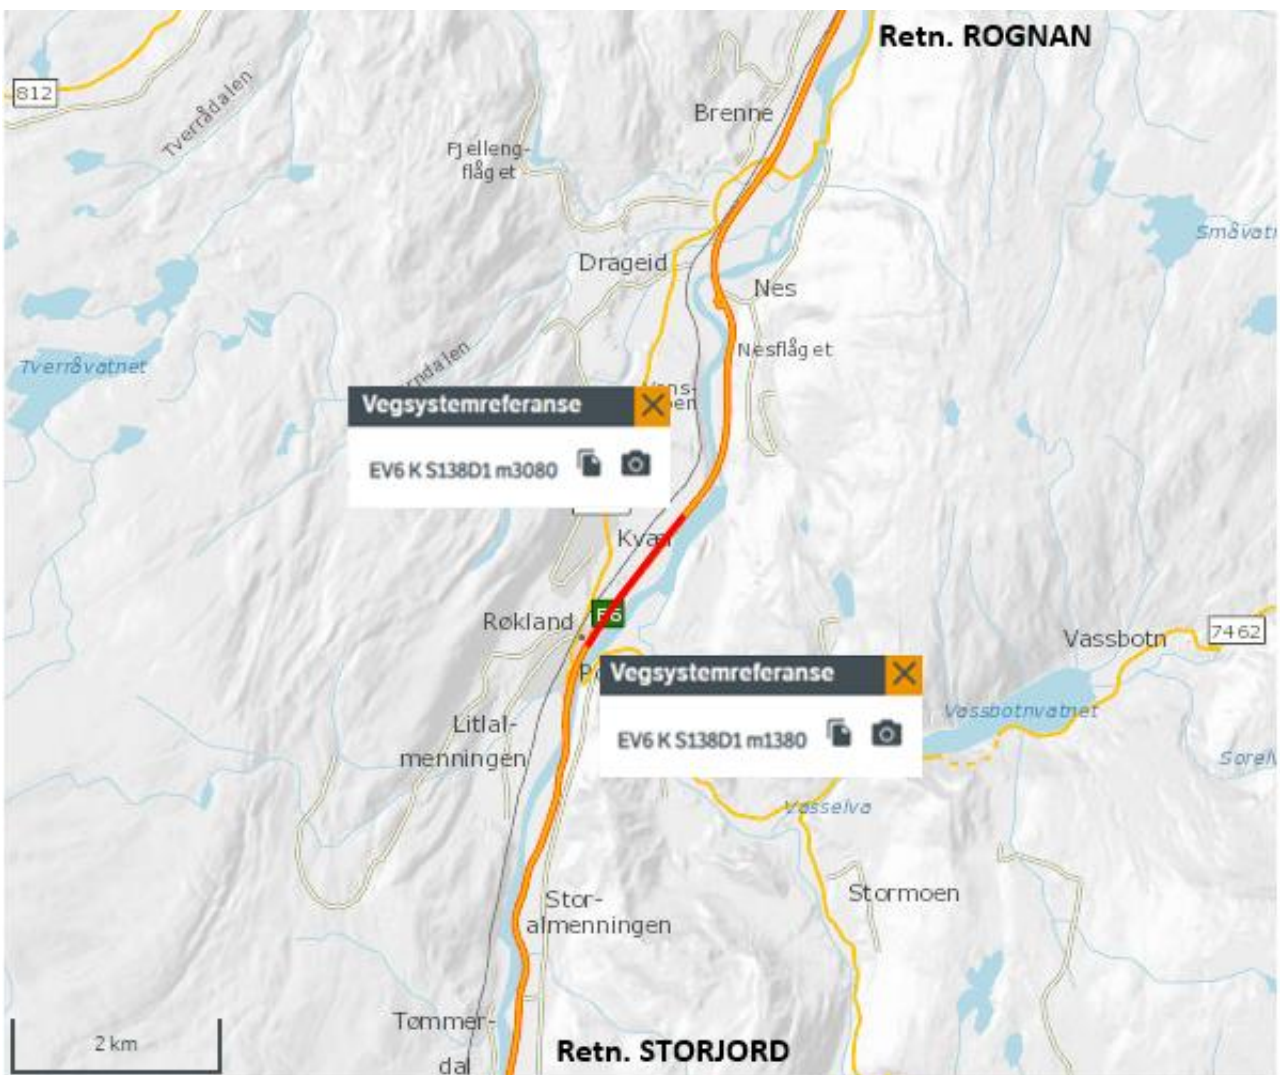 Retn. ROGNAN
812
Tverrådalen
Brenne
Fjelleng-
flåget
Småvatn
Drageid
Nes
Nesflåget
Tverråvatnet
Vegsystemreferanse
EV6 K S138D1 m3080
Kvæl
E6
Røkland
7462
Vassbotn
Vegsystemreferanse
EV6 K S138D1 m1380
Vassbotnvatnet
Litlal-
menningen
Vasselva
Stormoen
Stor-
almenningen
Tømmer-
dal
2 km
Retn. STORJORD